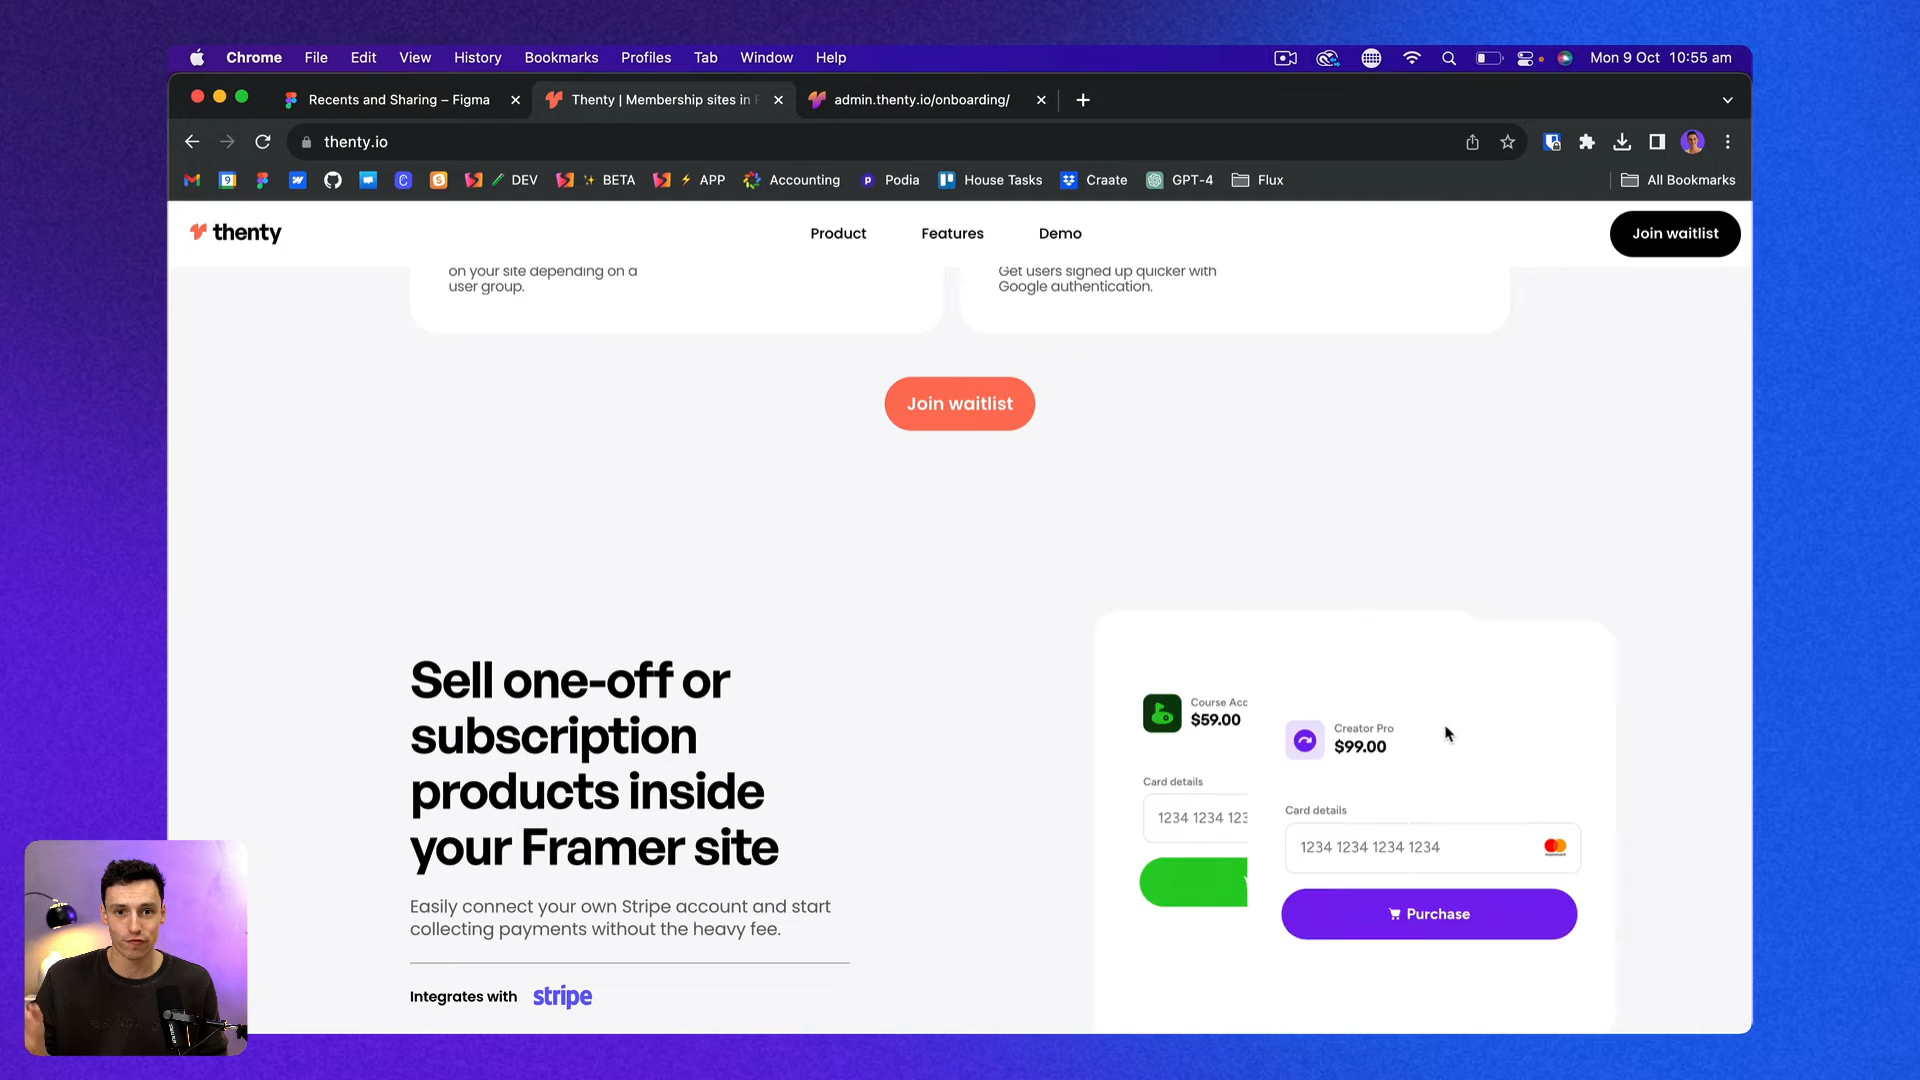 Chrome File Edit View History Bookmarks Profiles Tab Window Help Mon 9 Oct 10:55 am
Recents and Sharing – Figma Thenty | Membership sites in F admin.thenty.io/onboarding/
thenty.io
9 DEV BETA APP Accounting Podia House Tasks Craate GPT-4 Flux All Bookmarks
thenty Product Features Demo Join waitlist
on your site depending on a
user group.
Get users signed up quicker with
Google authentication.
Join waitlist
Sell one-off or
subscription
products inside
your Framer site
Easily connect your own Stripe account and start
collecting payments without the heavy fee.
Integrates with stripe
Course Acc
$59.00
Card details
1234 1234 123
Creator Pro
$99.00
Card details
1234 1234 1234 1234
Purchase